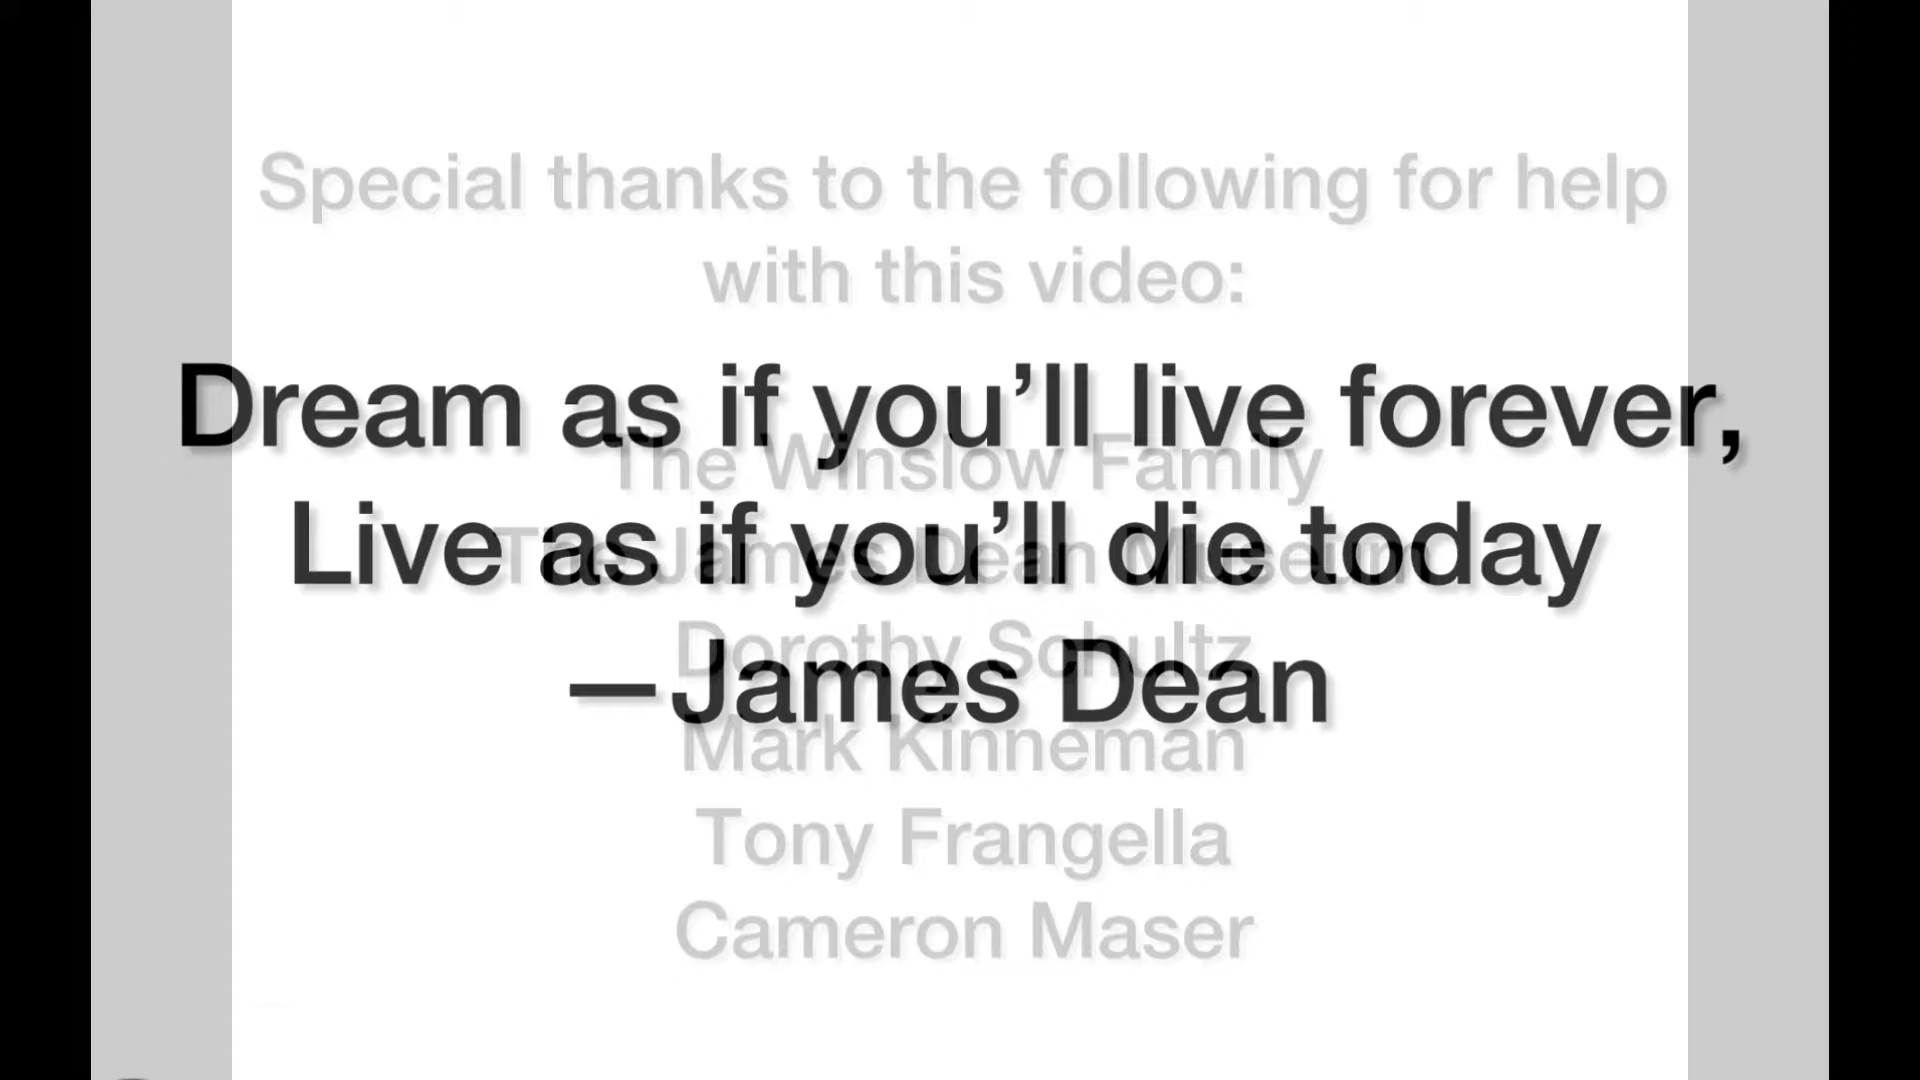 Special thanks to the following for help
with this video:
Dream as if you’ll live forever,
The Winslow Family
Live as if you’ll die today
The James Dean Museum
Dorothy Schultz
—James Dean
Mark Kinneman
Tony Frangella
Cameron Maser